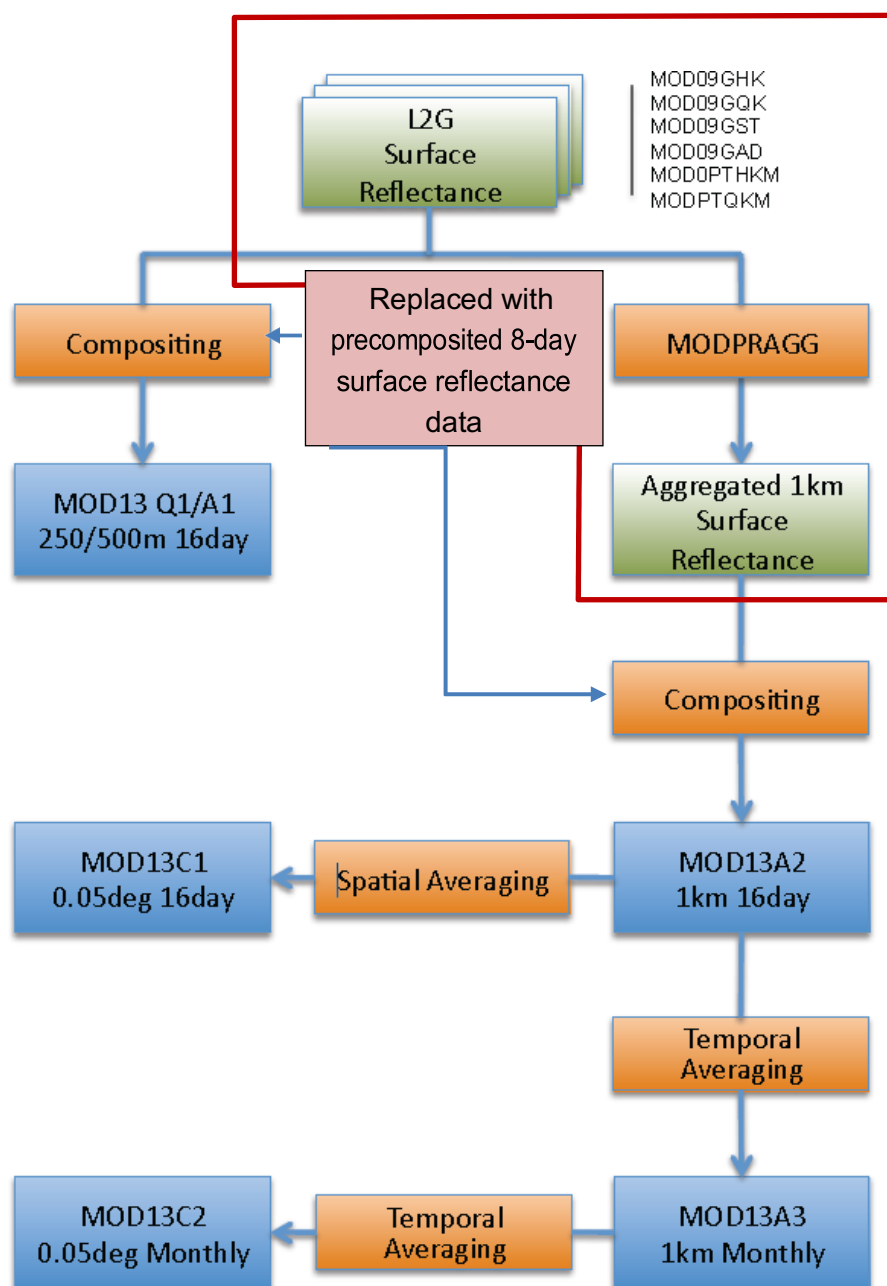 L2G
Surface
Reflectance
MOD09GHK
MOD09GQK
MOD09GST
MOD09GAD
MOD0PTHKM
MODPTQKM
Compositing
Replaced with
precomposited 8-day
surface reflectance
data
MODPRAGG
MOD13 Q1/A1
250/500m 16day
Aggregated 1km
Surface
Reflectance
Compositing
MOD13C1
0.05deg 16day
Spatial Averaging
MOD13A2
1km 16day
Temporal
Averaging
MOD13C2
0.05deg Monthly
Temporal
Averaging
MOD13A3
1km Monthly